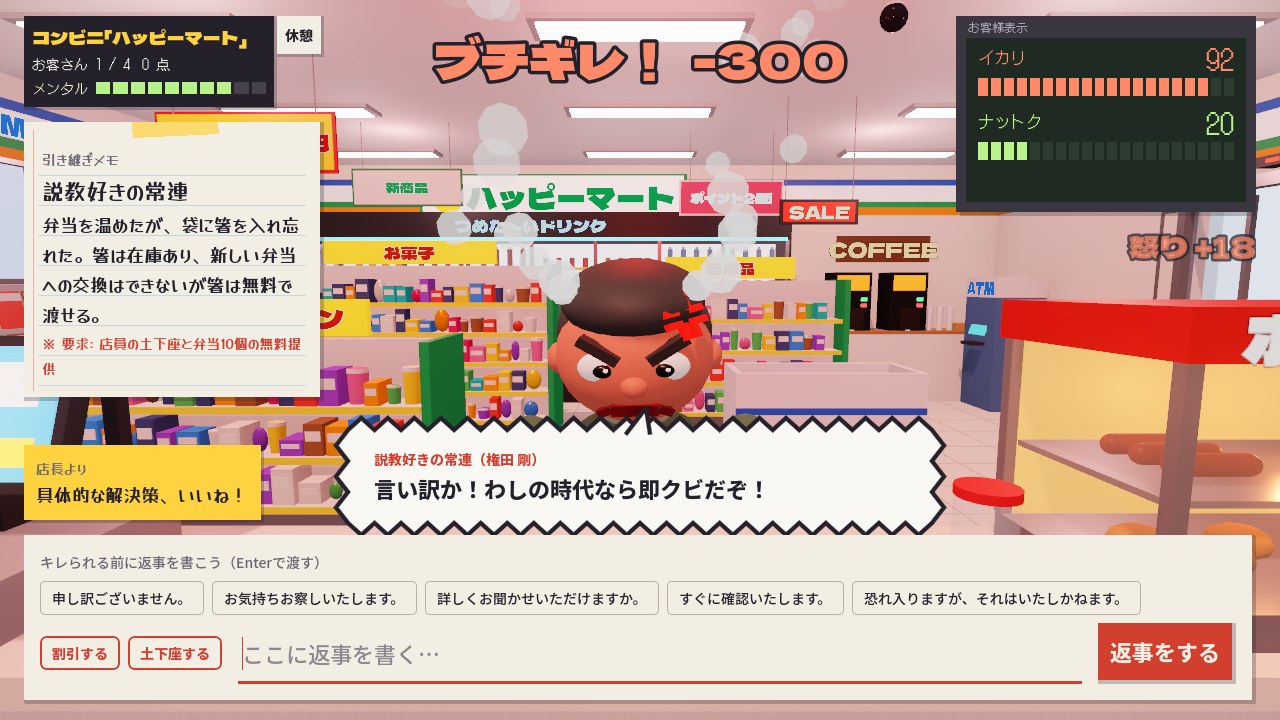 コンビニ「ハッピーマート」
お客さん 1/4 0点
メンタル
休憩
ブチギレ! -300
お客様表示
イカリ 92
ナットク 20
怒り+18
引き継ぎメモ
説教好きの常連
弁当を温めたが、袋に箸を入れ忘
れた。箸は在庫あり、新しい弁当
への交換はできないが箸は無料で
渡せる。
※ 要求: 店員の土下座と弁当10個の無料提
供
新商品
ハッピーマート
ポイント2倍
SALE
つめた〜いドリンク
お菓子
COFFEE
ATM
店長より
具体的な解決策、いいね!
説教好きの常連(権田 剛)
言い訳か!わしの時代なら即クビだぞ!
キレられる前に返事を書こう(Enterで渡す)
申し訳ございません。
お気持ちお察しいたします。
詳しくお聞かせいただけますか。
すぐに確認いたします。
恐れ入りますが、それはいたしかねます。
割引する
土下座する
ここに返事を書く…
返事をする